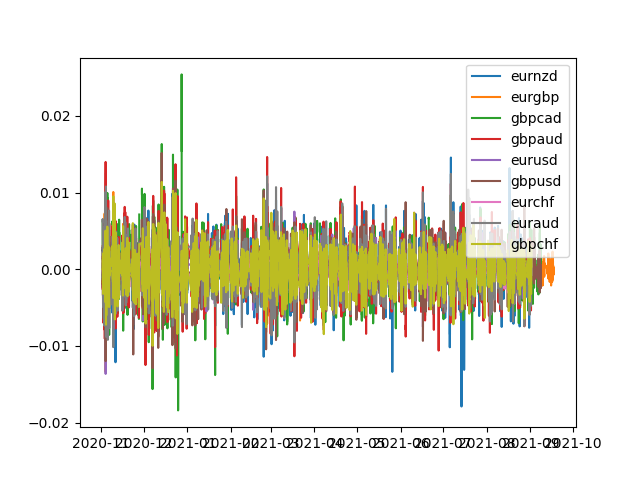 0.02
0.01
0.00
−0.01
−0.02
2020-11
2020-12
2021-01
2021-02
2021-03
2021-04
2021-05
2021-06
2021-07
2021-08
2021-09
2021-10
eurnzd
eurgbp
gbpcad
gbpaud
eurusd
gbpusd
eurchf
euraud
gbpchf